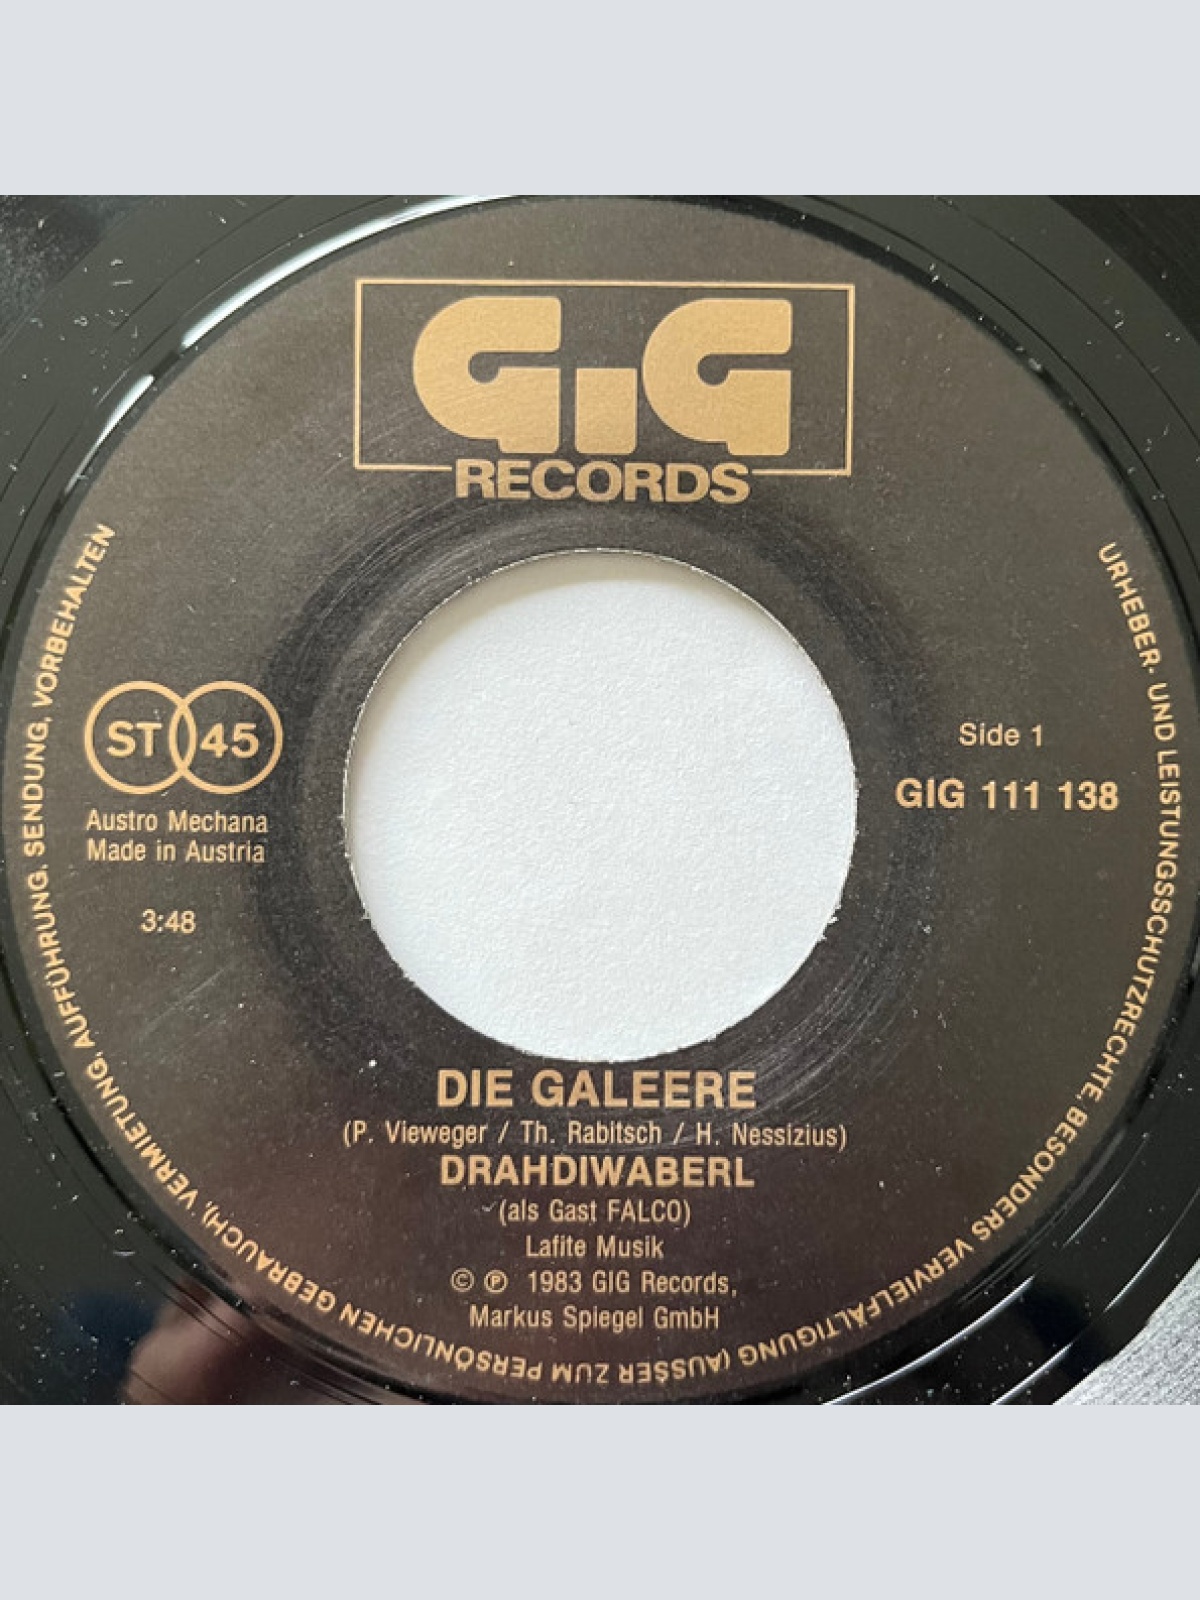 GiG
RECORDS
URHEBER- UND LEISTUNGSSCHUTZRECHTE, BESONDERS VERVIELFÄLTIGUNG (AUSSER ZUM PERSÖNLICHEN GEBRAUCH), VERMIETUNG, AUFFÜHRUNG, SENDUNG, VORBEHALTEN
ST 45
Austro Mechana
Made in Austria
3:48
Side 1
GIG 111 138
DIE GALEERE
(P. Vieweger / Th. Rabitsch / H. Nessizius)
DRAHDIWABERL
(als Gast FALCO)
Lafite Musik
© ℗ 1983 GIG Records,
Markus Spiegel GmbH